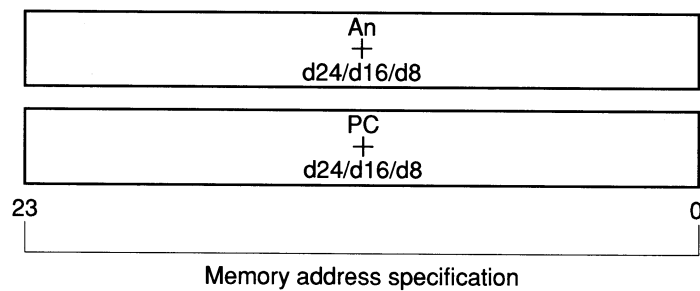 An
+
d24/d16/d8
PC
+
d24/d16/d8
23 0
Memory address specification